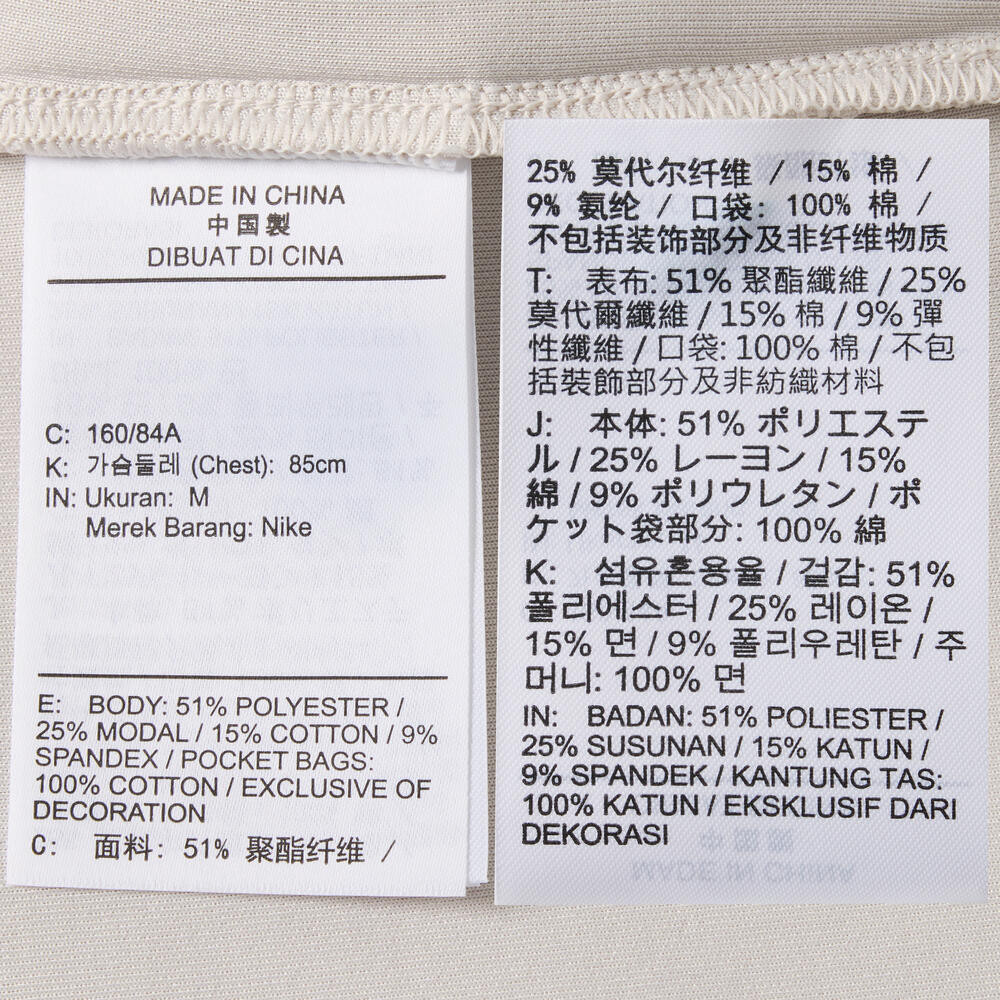 MADE IN CHINA
中国製
DIBUAT DI CINA
C: 160/84A
K: 가슴둘레 (Chest): 85cm
IN: Ukuran: M
Merek Barang: Nike
E: BODY: 51% POLYESTER /
25% MODAL / 15% COTTON / 9%
SPANDEX / POCKET BAGS:
100% COTTON / EXCLUSIVE OF
DECORATION
C: 面料: 51% 聚酯纤维 /
25% 莫代尔纤维 / 15% 棉 /
9% 氨纶 / 口袋: 100% 棉 /
不包括装饰部分及非纤维物质
T: 表布: 51% 聚酯纖維 / 25%
莫代爾纖維 / 15% 棉 / 9% 彈
性纖維 / 口袋: 100% 棉 / 不包
括裝飾部分及非紡織材料
J: 本体: 51% ポリエステ
ル / 25% レーヨン / 15%
綿 / 9% ポリウレタン / ポ
ケット袋部分: 100% 綿
K: 섬유혼용율 / 겉감: 51%
폴리에스터 / 25% 레이온 /
15% 면 / 9% 폴리우레탄 / 주
머니: 100% 면
IN: BADAN: 51% POLIESTER /
25% SUSUNAN / 15% KATUN /
9% SPANDEK / KANTUNG TAS:
100% KATUN / EKSKLUSIF DARI
DEKORASI